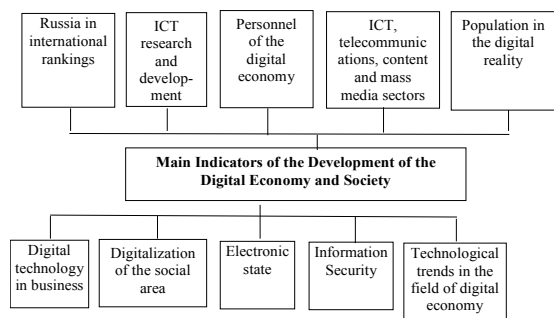 Russia in
international
rankings
ICT
research
and
develop-
ment
Personnel of
the digital
economy
ICT,
telecommunic
ations, content
and mass
media sectors
Population in
the digital
reality
Main Indicators of the Development of the
Digital Economy and Society
Digital
technology
in business
Digitalization
of the social
area
Electronic
state
Information
Security
Technological
trends in the
field of digital
economy